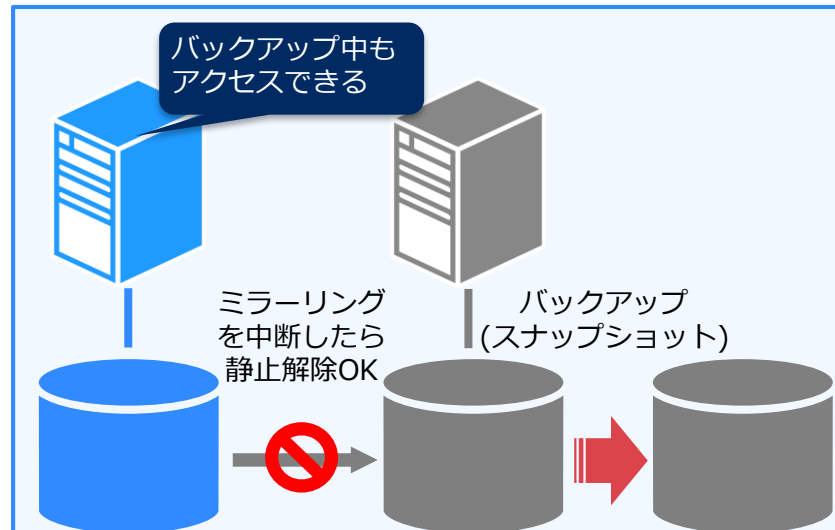 バックアップ中も
アクセスできる
ミラーリング
を中断したら
静止解除OK
バックアップ
(スナップショット)